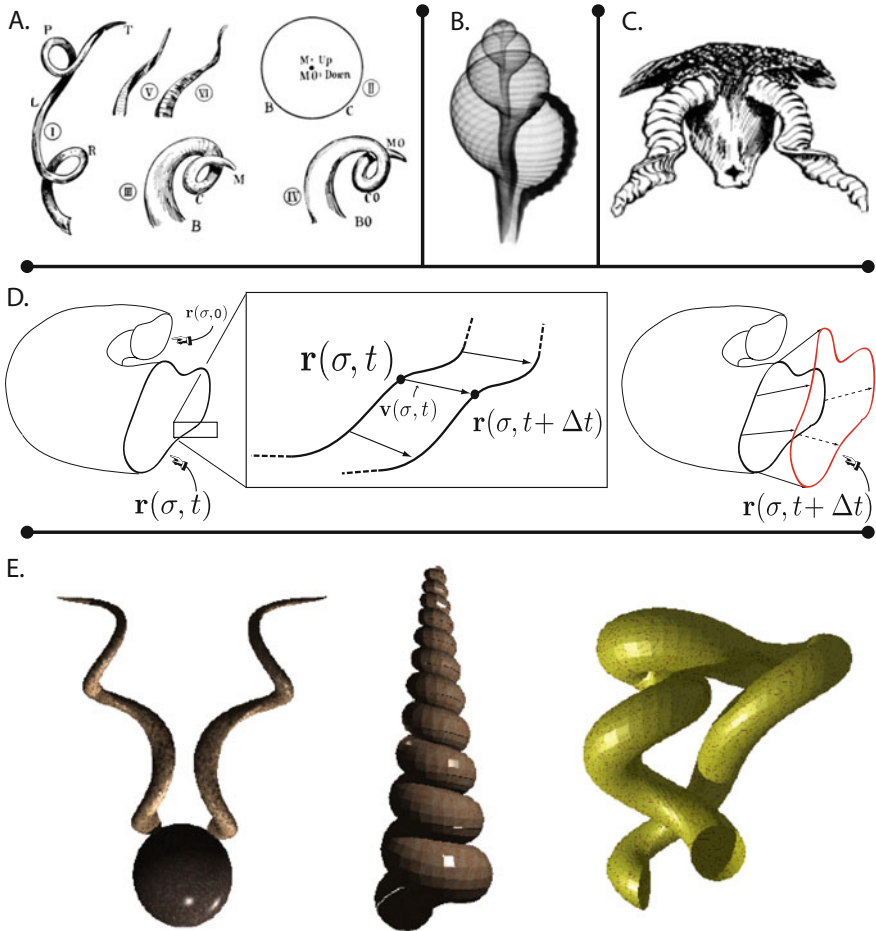 A.
P
T
L
I
R
V
VI
M = Up
MO = Down
B
C
II
III
C
M
B
IV
MO
CO
BO
B.
C.
D.
r(σ,0)
r(σ, t)
r(σ, t)
v(σ, t)
r(σ, t+ Δt)
r(σ, t+ Δt)
E.